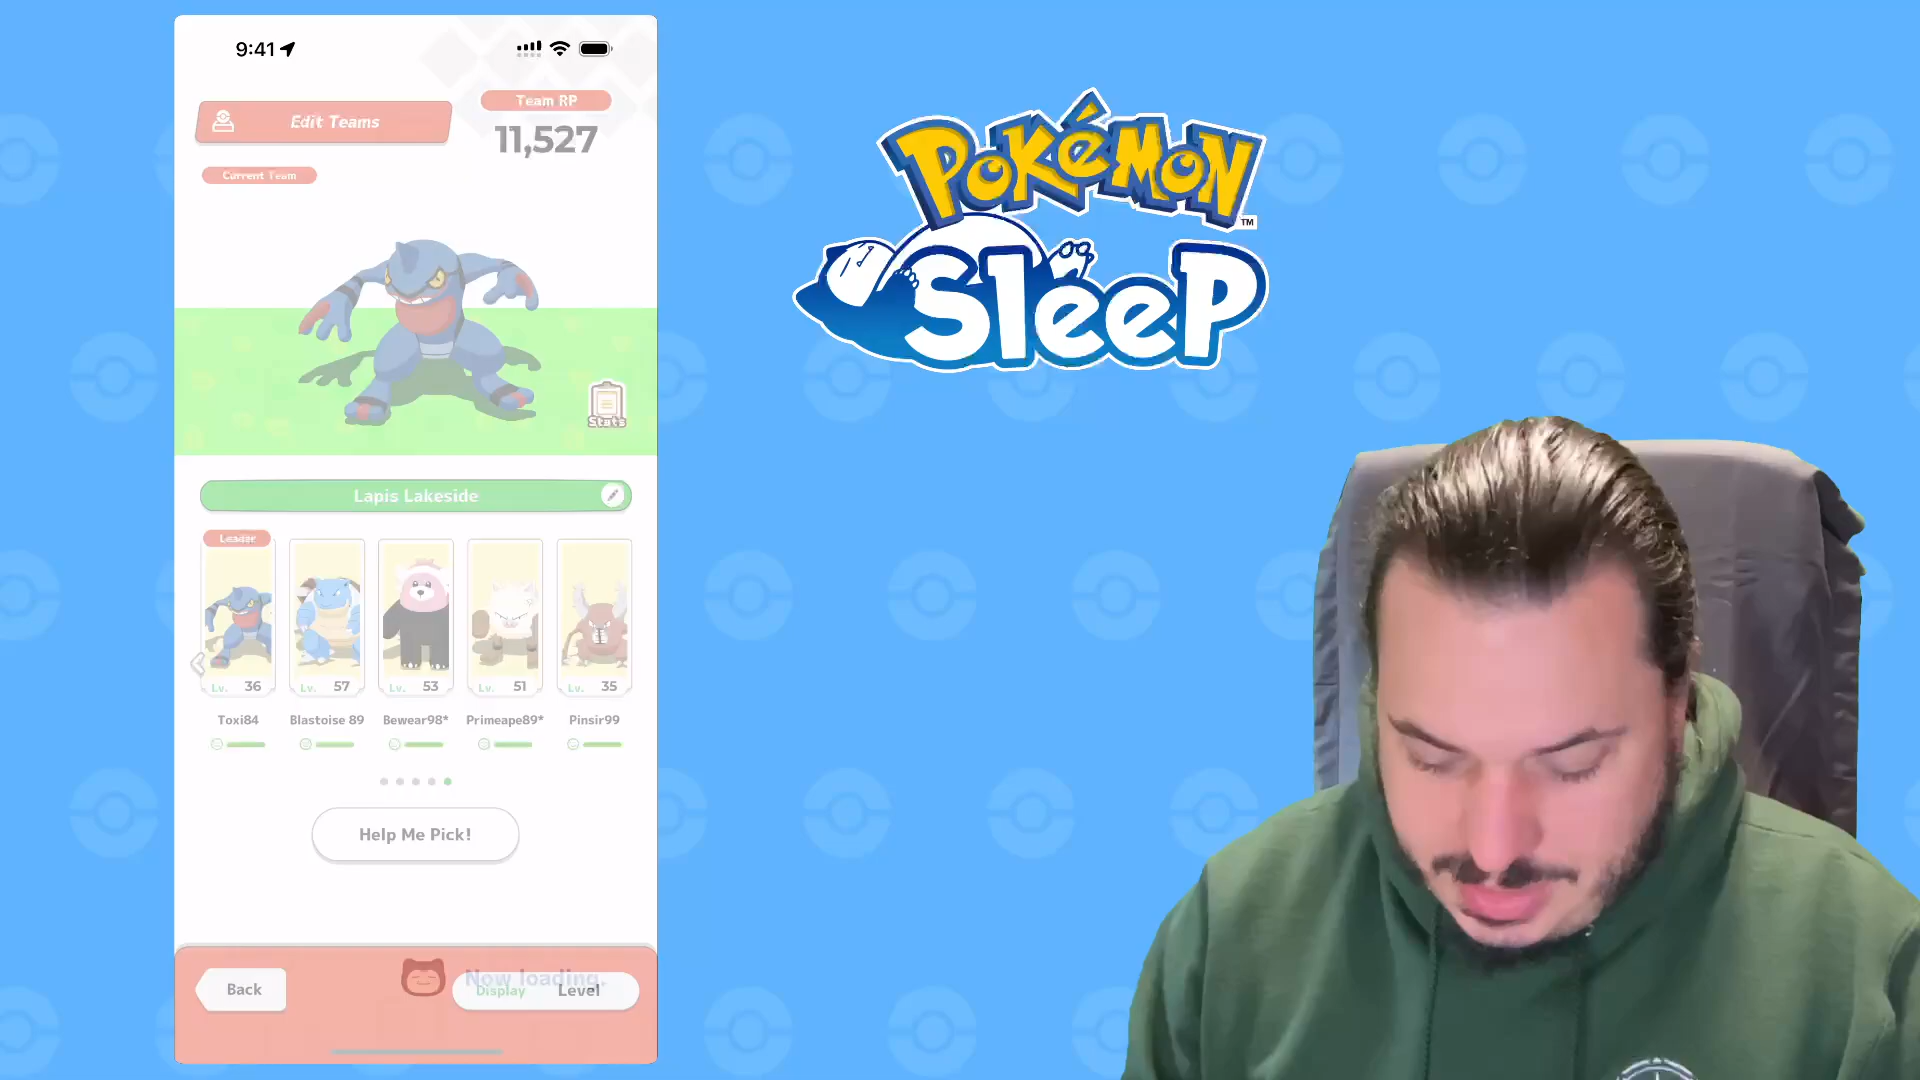 9:41
Edit Teams
Team RP
11,527
Current Team
Stats
Lapis Lakeside
Leader
Lv. 36
Lv. 57
Lv. 53
Lv. 51
Lv. 35
Toxi84
Blastoise 89
Bewear98*
Primeape89*
Pinsir99
Help Me Pick!
Back
Now loading.
Display
Level
POKéMON
TM
SleeP